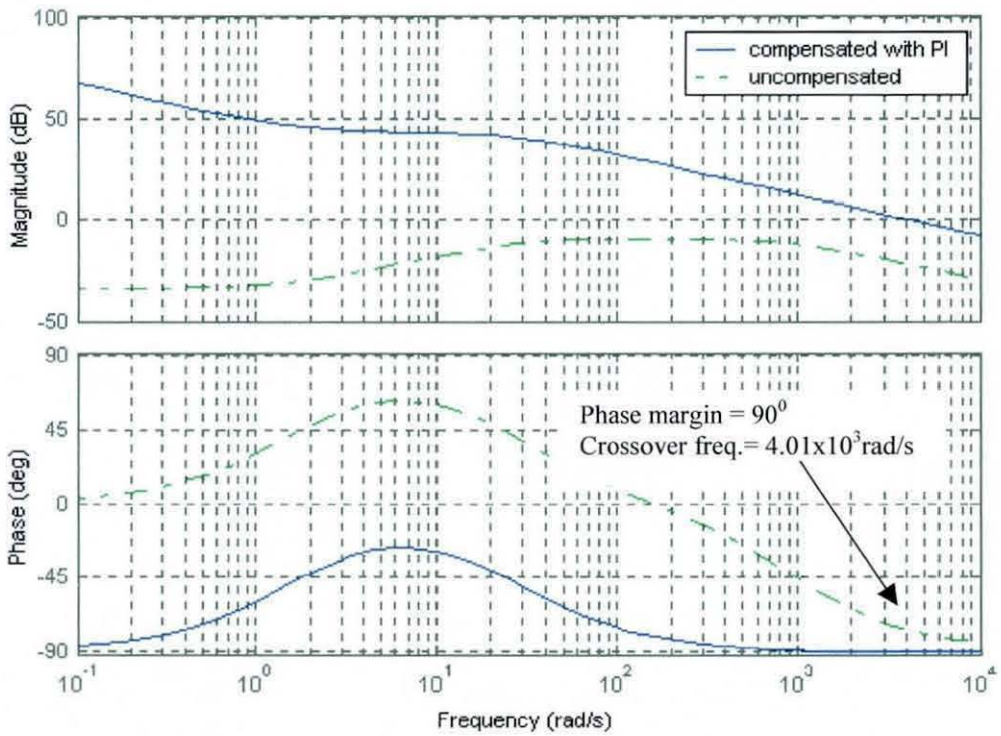 100
50
0
-50
Magnitude (dB)
compensated with PI
uncompensated
90
45
0
-45
-90
Phase (deg)
Phase margin = 90⁰
Crossover freq.= 4.01x10³rad/s
10⁻¹
10⁰
10¹
10²
10³
10⁴
Frequency (rad/s)